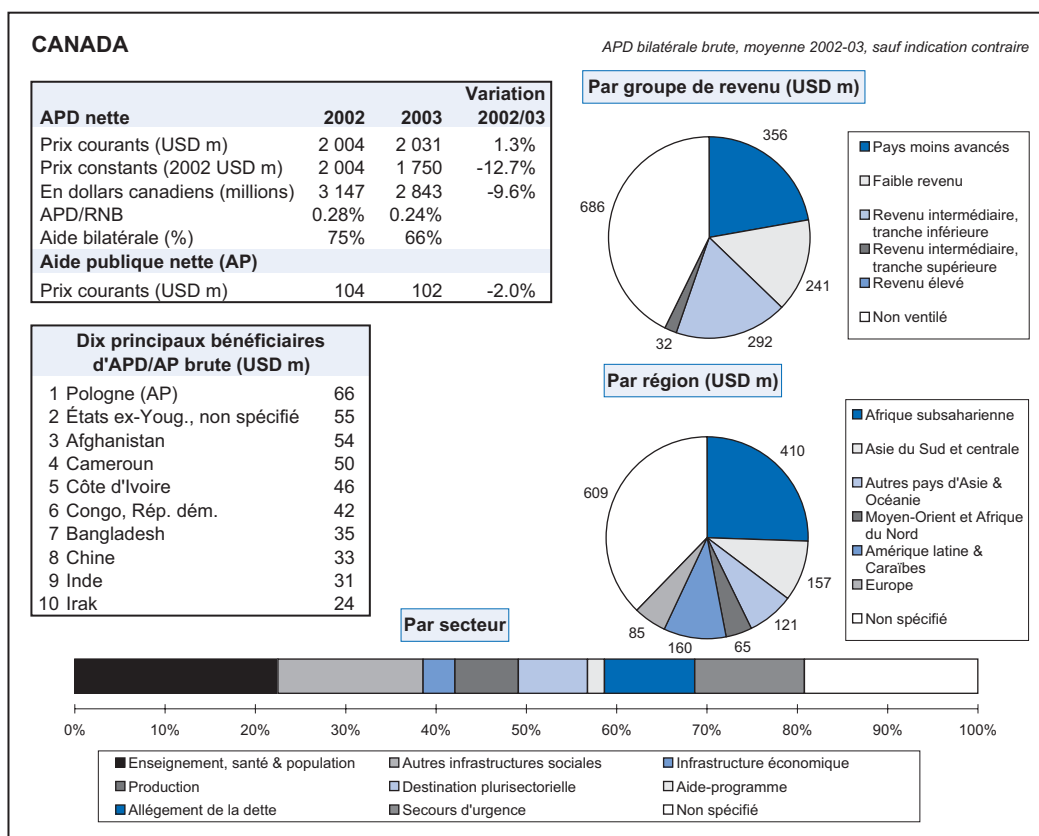 CANADA
APD bilatérale brute, moyenne 2002-03, sauf indication contraire
APD nette 2002 2003 Variation 2002/03
Prix courants (USD m) 2 004 2 031 1.3%
Prix constants (2002 USD m) 2 004 1 750 -12.7%
En dollars canadiens (millions) 3 147 2 843 -9.6%
APD/RNB 0.28% 0.24%
Aide bilatérale (%) 75% 66%
Aide publique nette (AP)
Prix courants (USD m) 104 102 -2.0%
Dix principaux bénéficiaires
d'APD/AP brute (USD m)
1 Pologne (AP) 66
2 États ex-Youg., non spécifié 55
3 Afghanistan 54
4 Cameroun 50
5 Côte d'Ivoire 46
6 Congo, Rép. dém. 42
7 Bangladesh 35
8 Chine 33
9 Inde 31
10 Irak 24
Par groupe de revenu (USD m)
356
241
292
32
686
Pays moins avancés
Faible revenu
Revenu intermédiaire,
tranche inférieure
Revenu intermédiaire,
tranche supérieure
Revenu élevé
Non ventilé
Par région (USD m)
410
157
121
65
160
85
609
Afrique subsaharienne
Asie du Sud et centrale
Autres pays d'Asie &
Océanie
Moyen-Orient et Afrique
du Nord
Amérique latine &
Caraïbes
Europe
Non spécifié
Par secteur
0% 10% 20% 30% 40% 50% 60% 70% 80% 90% 100%
Enseignement, santé & population Autres infrastructures sociales Infrastructure économique
Production Destination plurisectorielle Aide-programme
Allégement de la dette Secours d'urgence Non spécifié